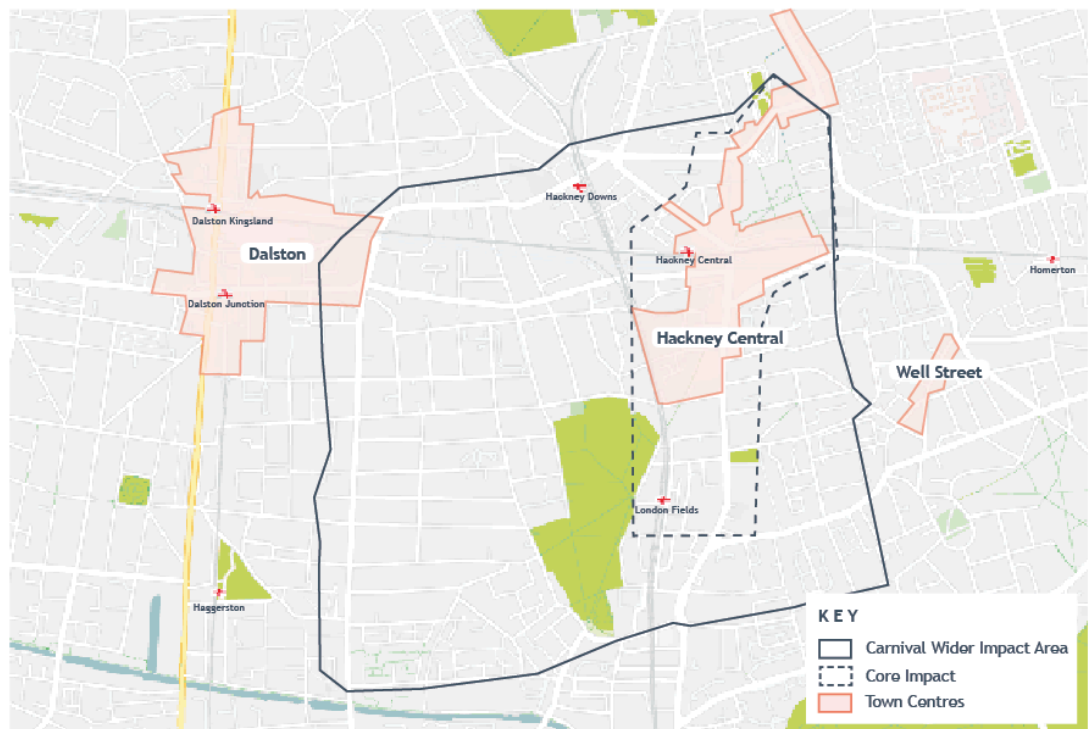 Hackney Downs
Dalston Kingsland
Dalston
Hackney Central
Homerton
Dalston Junction
Hackney Central
Well Street
London Fields
Haggerston
KEY
Carnival Wider Impact Area
Core Impact
Town Centres